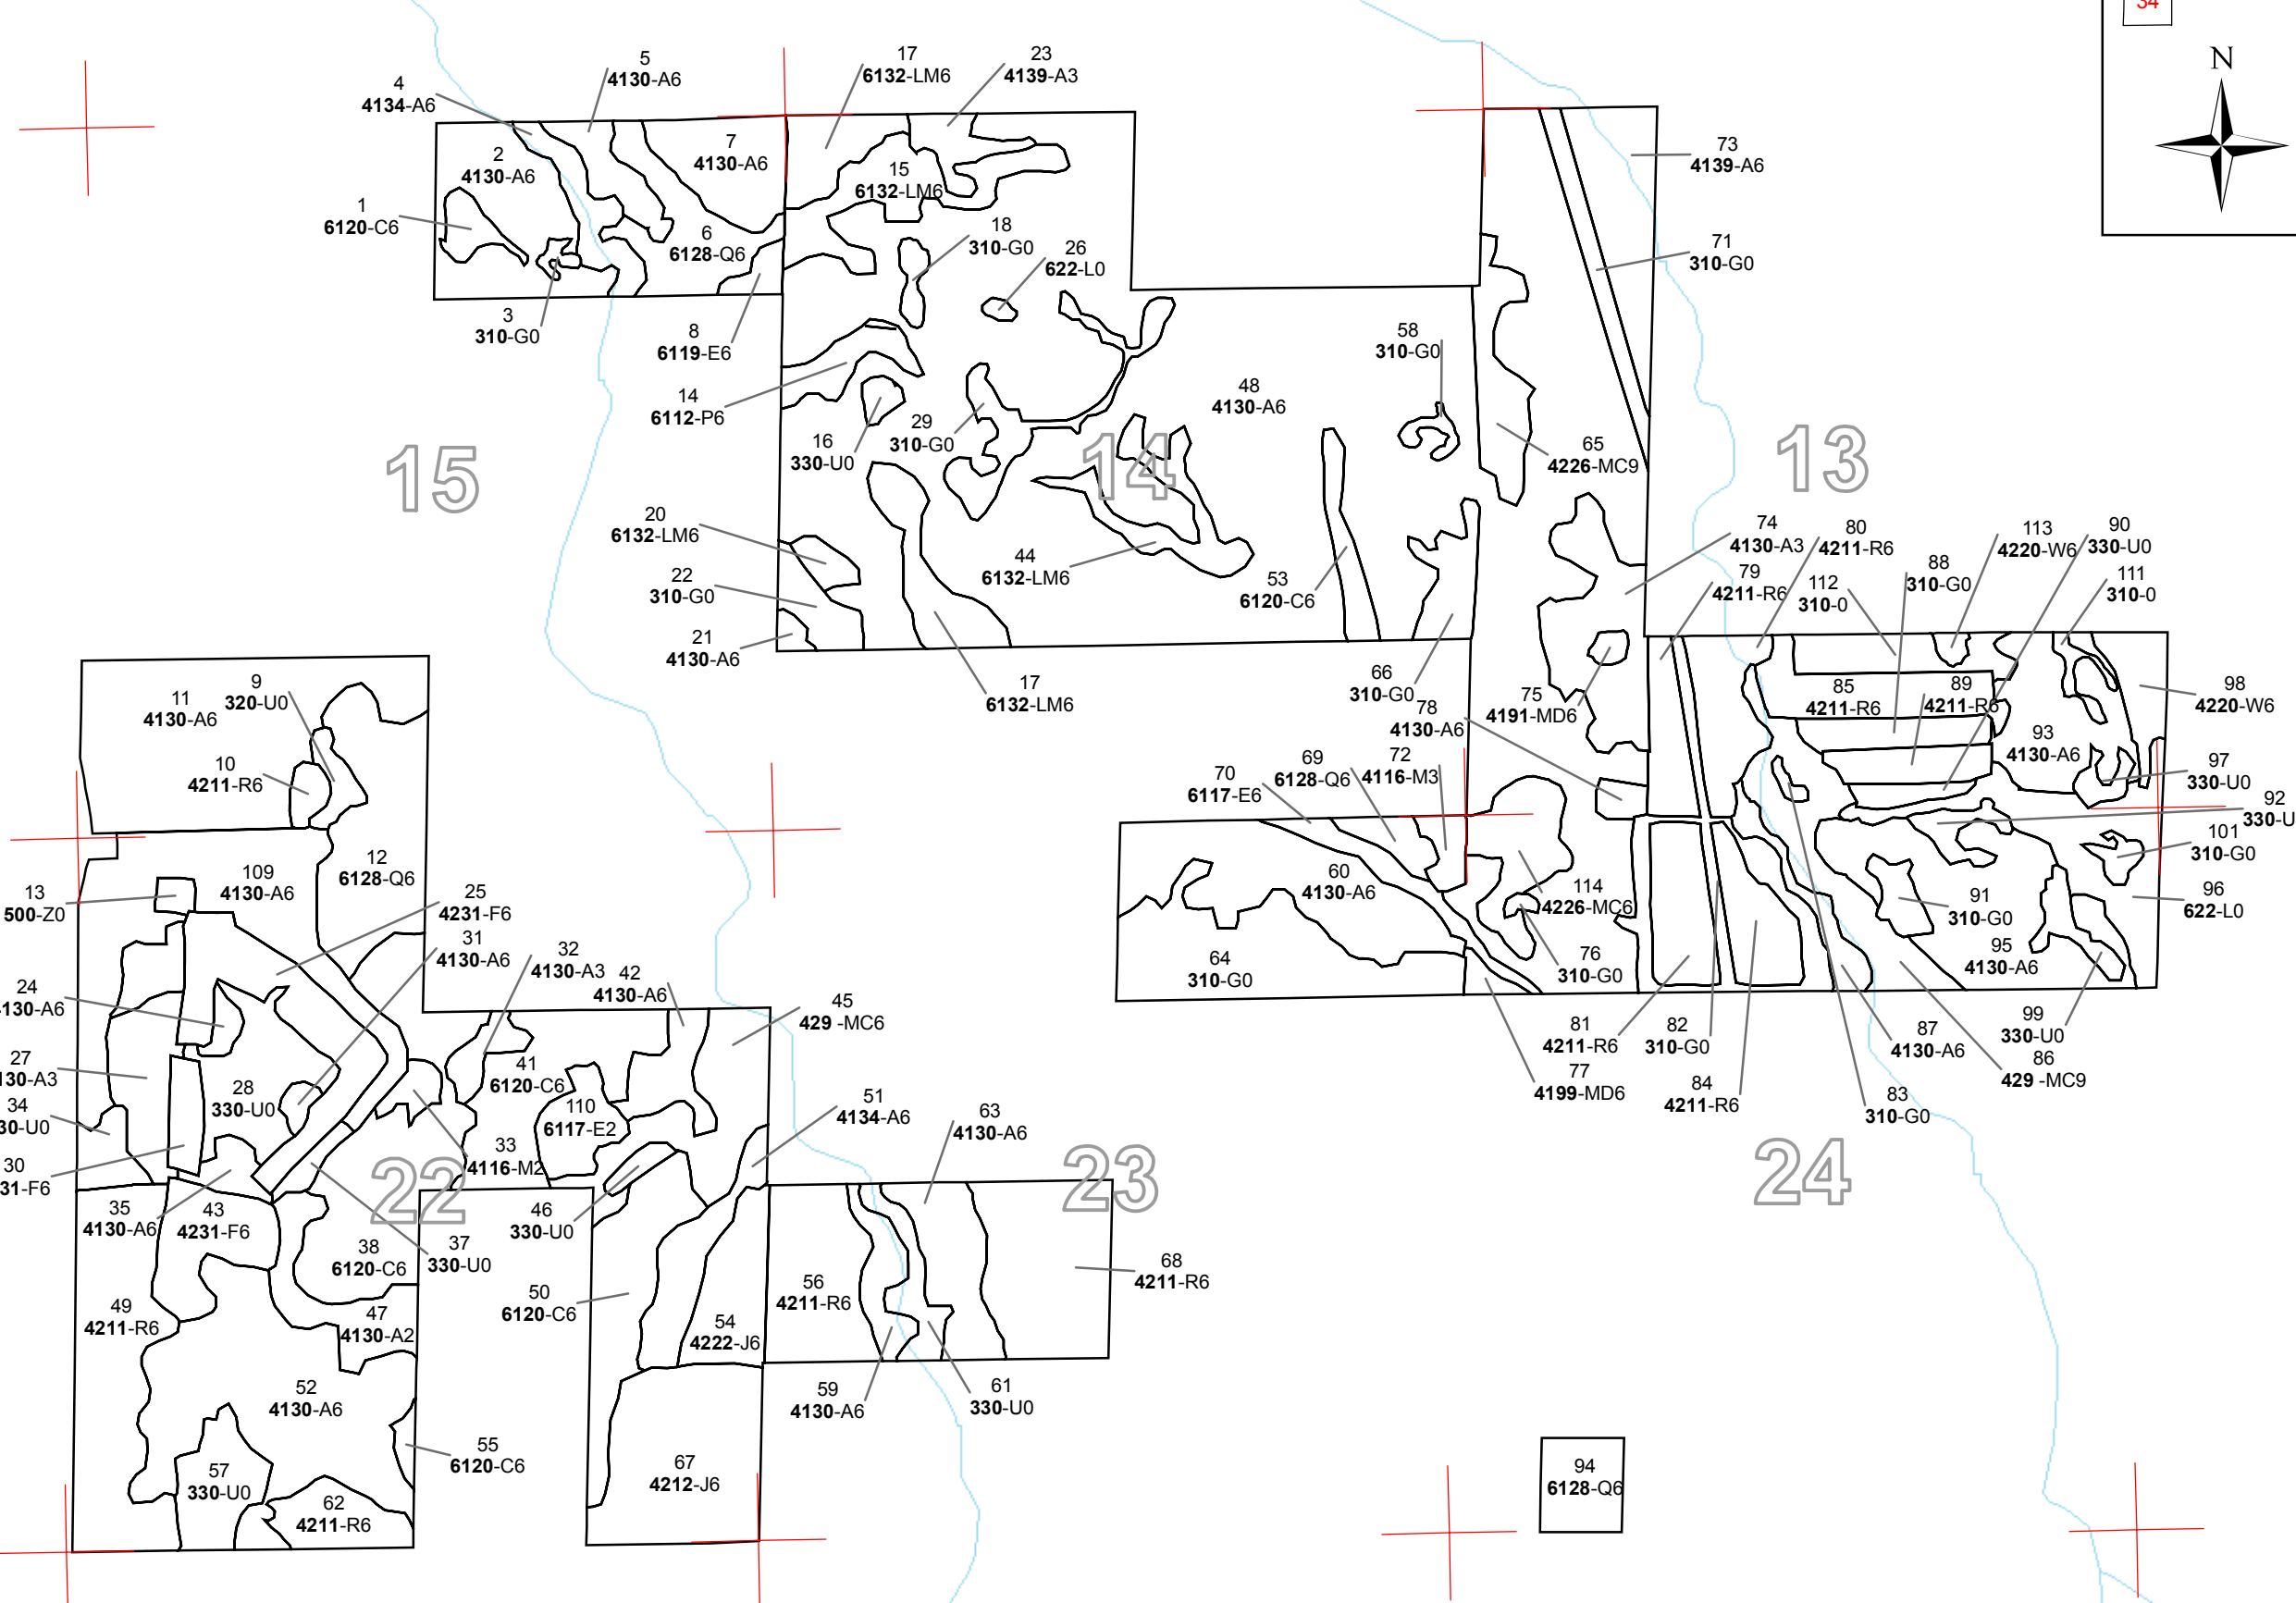 34
N
5
4130-A6
17
6132-LM6
23
4139-A3
4
4134-A6
7
4130-A6
2
4130-A6
15
6132-LM6
73
4139-A6
1
6120-C6
6
6128-Q6
18
310-G0
26
622-L0
71
310-G0
3
310-G0
8
6119-E6
58
310-G0
14
6112-P6
48
4130-A6
16
330-U0
29
310-G0
65
4226-MC9
15
14
13
20
6132-LM6
22
310-G0
21
4130-A6
44
6132-LM6
53
6120-C6
74
4130-A3
80
4211-R6
113
4220-W6
90
330-U0
79
4211-R6
112
310-0
88
310-G0
111
310-0
17
6132-LM6
66
310-G0
75
4191-MD6
78
4130-A6
85
4211-R6
89
4211-R6
98
4220-W6
93
4130-A6
97
330-U0
92
330-U
101
310-G0
96
622-L0
11
4130-A6
9
320-U0
10
4211-R6
70
6117-E6
69
6128-Q6
72
4116-M3
12
6128-Q6
109
4130-A6
13
500-Z0
25
4231-F6
31
4130-A6
60
4130-A6
114
4226-MC6
91
310-G0
95
4130-A6
64
310-G0
76
310-G0
32
4130-A3
42
4130-A6
45
429 -MC6
24
130-A6
27
130-A3
34
30-U0
28
330-U0
41
6120-C6
110
6117-E2
51
4134-A6
63
4130-A6
81
4211-R6
82
310-G0
77
4199-MD6
84
4211-R6
83
310-G0
87
4130-A6
99
330-U0
86
429 -MC9
30
31-F6
33
4116-M2
22
23
24
35
4130-A6
43
4231-F6
38
6120-C6
37
330-U0
46
330-U0
68
4211-R6
49
4211-R6
47
4130-A2
50
6120-C6
54
4222-J6
56
4211-R6
52
4130-A6
59
4130-A6
61
330-U0
55
6120-C6
57
330-U0
62
4211-R6
67
4212-J6
94
6128-Q6